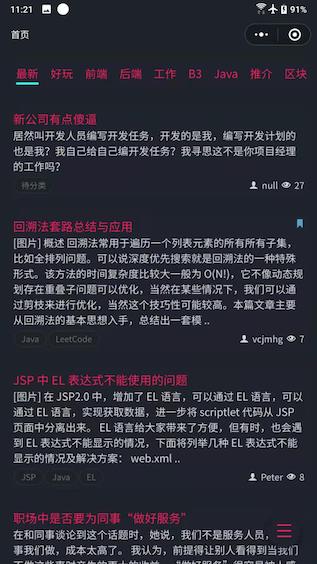 11:21
91%
首页
最新 好玩 前端 后端 工作 B3 Java 推介 区块
新公司有点傻逼
居然叫开发人员编写开发任务，开发的是我，编写开发计划的
也是我？我自己给自己编开发任务？我寻思这不是你项目经理
的工作吗？
待分类
null 27
回溯法套路总结与应用
[图片] 概述 回溯法常用于遍历一个列表元素的所有所有子集，
比如全排列问题。可以说深度优先搜索就是回溯法的一种特殊
形式。该方法的时间复杂度比较大一般为 O(N!)，它不像动态规
划存在重叠子问题可以优化，当然在某些情况下，我们可以通
过剪枝来进行优化，当然这个技巧性可能较高。本篇文章主要
从回溯法的基本思想入手，总结出一套模 ..
Java LeetCode
vcjmhg 7
JSP 中 EL 表达式不能使用的问题
[图片] 在 JSP2.0 中，增加了 EL 语言，可以通过 EL 语言，可以
通过 EL 语言，实现获取数据，进一步将 scriptlet 代码从 JSP
页面中分离出来。 EL 语言给大家带来了方便，但有时，也会遇
到 EL 无法显示的情况，下面将列举几种 EL 表达式不能显
示的情况及解决方案： web.xml ..
JSP Java EL
Peter 8
职场中是否要为同事“做好服务”
在和同事谈论到这个话题时，她说，我们不是服务人员，
事我们做，成本太高了。 我认为，前提得让别人看得到当我们